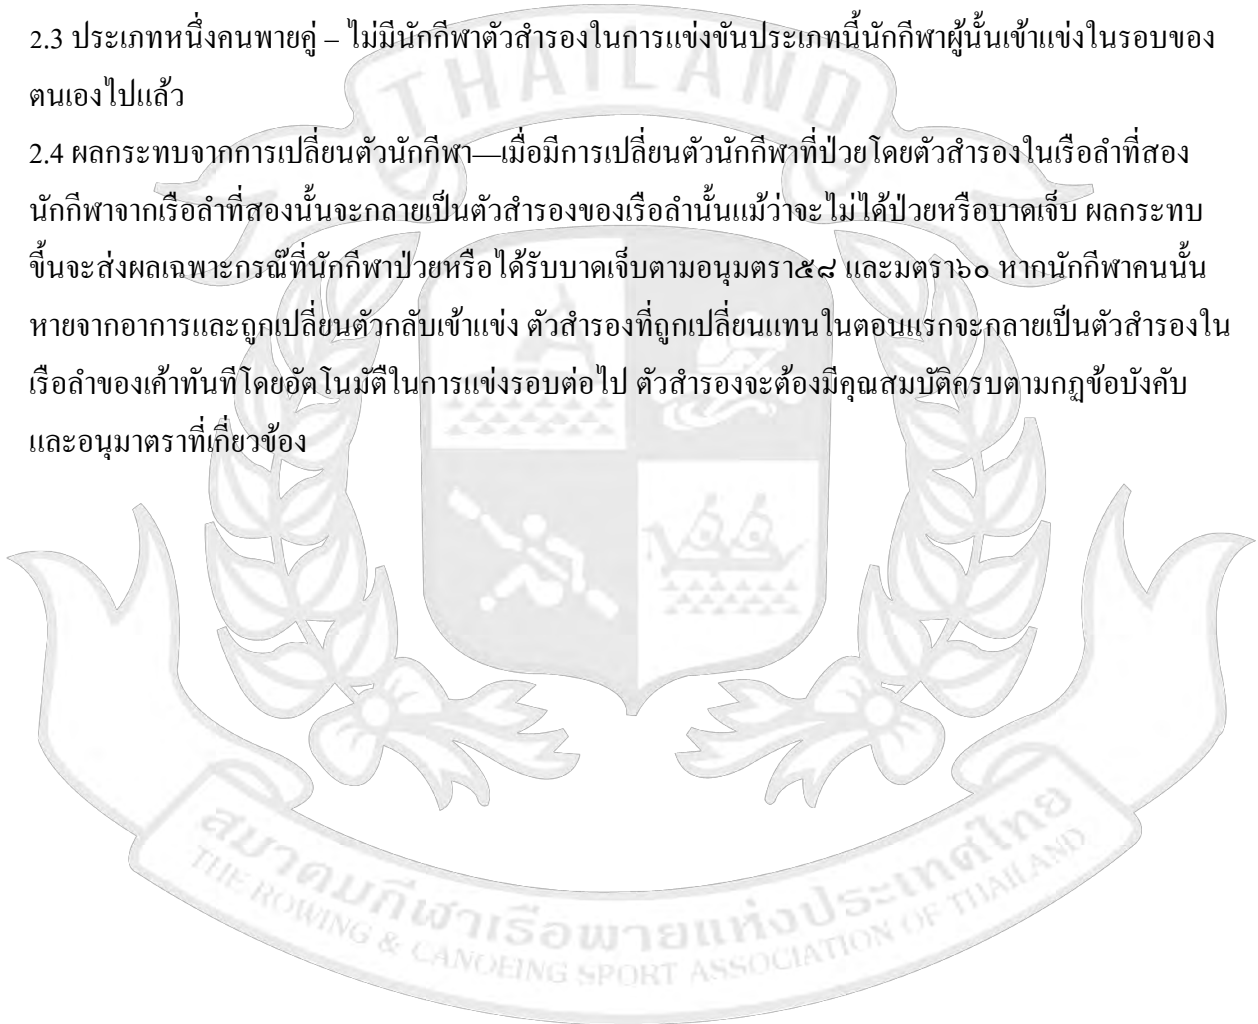 2.3 ประเภทหนึ่งคนพายคู่ – ไม่มีนักกีฬาตัวสำรองในการแข่งขันประเภทนี้นักกีฬาผู้นั้นเข้าแข่งในรอบของ
ตนเองไปแล้ว
2.4 ผลกระทบจากการเปลี่ยนตัวนักกีฬา—เมื่อมีการเปลี่ยนตัวนักกีฬาที่ป่วยโดยตัวสำรองในเรือลำที่สอง
นักกีฬาจากเรือลำที่สองนั้นจะกลายเป็นตัวสำรองของเรือลำนั้นแม้ว่าจะไม่ได้ป่วยหรือบาดเจ็บ ผลกระทบ
ขึ้นจะส่งผลเฉพาะกรณ๊ที่นักกีฬาป่วยหรือได้รับบาดเจ็บตามอนุมตรา๕๘ และมตรา๖๐ หากนักกีฬาคนนั้น
หายจากอาการและถูกเปลี่ยนตัวกลับเข้าแข่ง ตัวสำรองที่ถูกเปลี่ยนแทนในตอนแรกจะกลายเป็นตัวสำรองใน
เรือลำของเค้าทันทีโดยอัตโนมัตืในการแข่งรอบต่อไป ตัวสำรองจะต้องมีคุณสมบัติครบตามกฎข้อบังคับ
และอนุมาตราที่เกี่ยวข้อง
THAILAND
สมาคมกีฬาเรือพายแห่งประเทศไทย
THE ROWING & CANOEING SPORT ASSOCIATION OF THAILAND